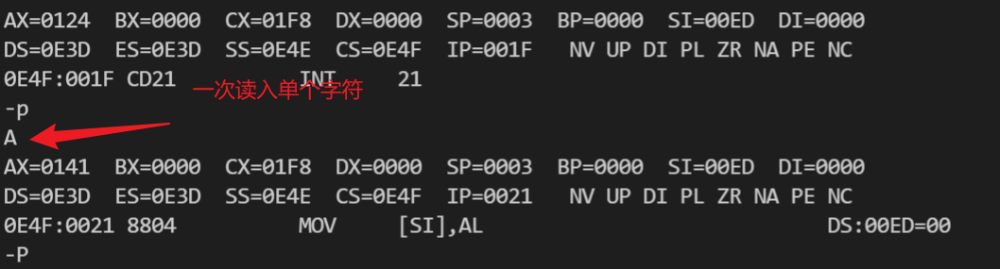 AX=0124 BX=0000 CX=01F8 DX=0000 SP=0003 BP=0000 SI=00ED DI=0000
DS=0E3D ES=0E3D SS=0E4E CS=0E4F IP=001F NV UP DI PL ZR NA PE NC
0E4F:001F CD21 INT 21
一次读入单个字符
-p
A
AX=0141 BX=0000 CX=01F8 DX=0000 SP=0003 BP=0000 SI=00ED DI=0000
DS=0E3D ES=0E3D SS=0E4E CS=0E4F IP=0021 NV UP DI PL ZR NA PE NC
0E4F:0021 8804 MOV [SI],AL DS:00ED=00
-P